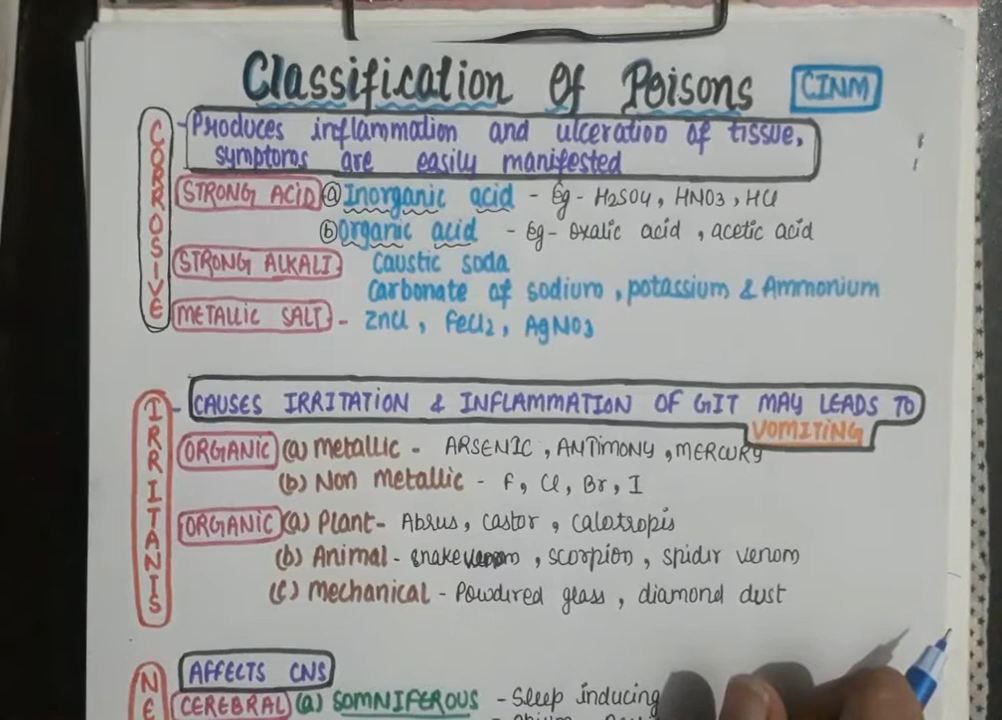 Classification of Poisons CINM
CORROSIVE
- Produces inflammation and ulceration of tissue,
symptoms are easily manifested
STRONG ACID (a) Inorganic acid - Eg - H2SO4, HNO3, HCl
(b) Organic acid - Eg- Oxalic acid, acetic acid
STRONG ALKALI Caustic soda
Carbonate of sodium, potassium & Ammonium
METALLIC SALT - ZnCl, FeCl2, AgNO3
IRRITANTS
- CAUSES IRRITATION & INFLAMMATION OF GIT MAY LEADS TO
VOMITING
ORGANIC (a) Metallic - ARSENIC, ANTIMONY, MERCURY
(b) Non metallic - F, Cl, Br, I
ORGANIC (a) Plant- Abrus, castor, calotropis
(b) Animal - snake venom, scorpion, spider venom
(c) Mechanical - Powdired glass, diamond dust
NE
AFFECTS CNS
CEREBRAL (a) SOMNIFEROUS - Sleep inducing